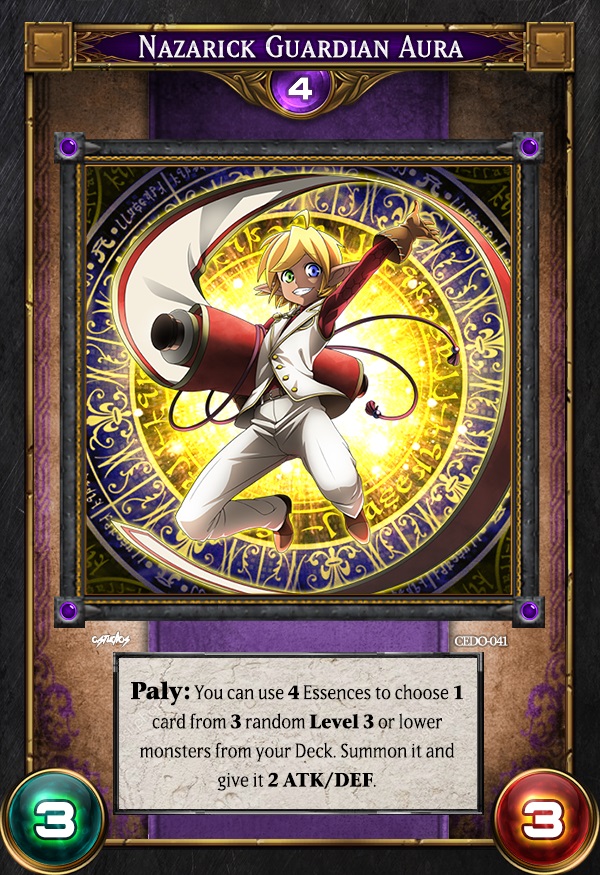 Nazarick Guardian Aura
4
cstudios
CEDO-041
Paly: You can use 4 Essences to choose 1
card from 3 random Level 3 or lower
monsters from your Deck. Summon it and
give it 2 ATK/DEF.
3
3